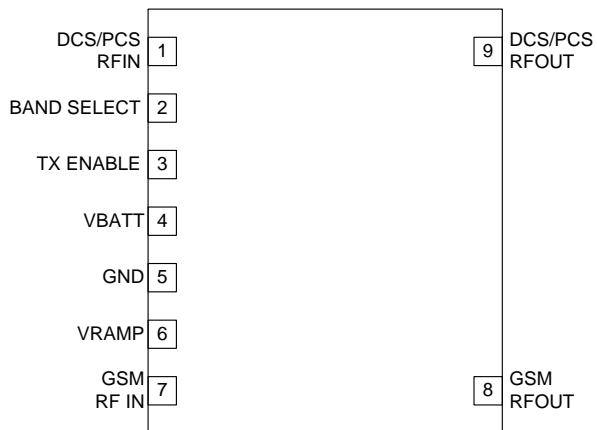 DCS/PCS
RFIN
1
BAND SELECT
2
TX ENABLE
3
VBATT
4
GND
5
VRAMP
6
GSM
RF IN
7
9
DCS/PCS
RFOUT
8
GSM
RFOUT